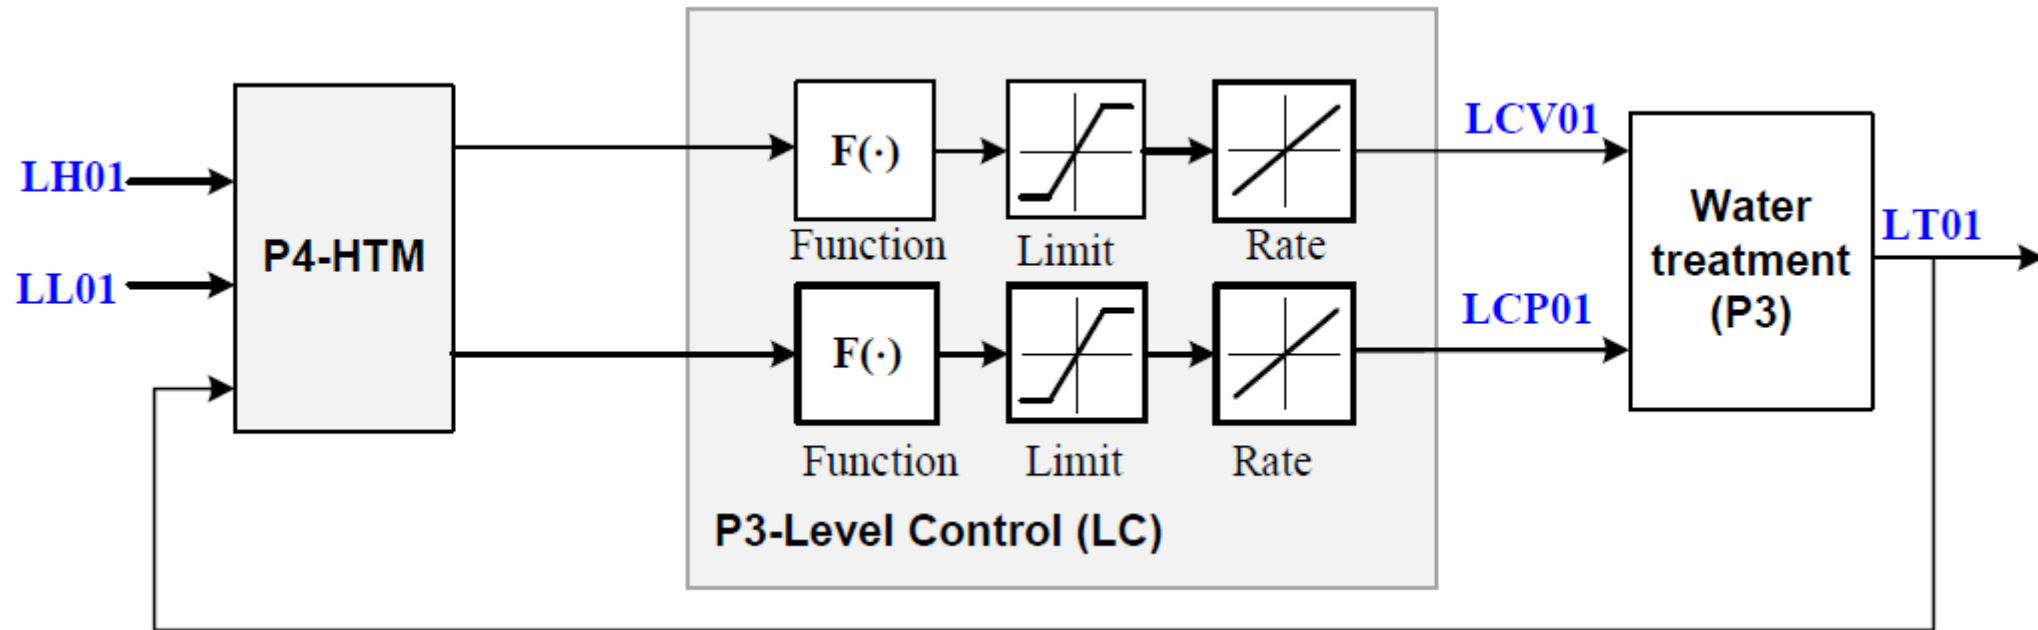 LH01
LL01
P4-HTM
F(·)
Function
Limit
Rate
F(·)
Function
Limit
Rate
P3-Level Control (LC)
LCV01
LCP01
Water
treatment
(P3)
LT01